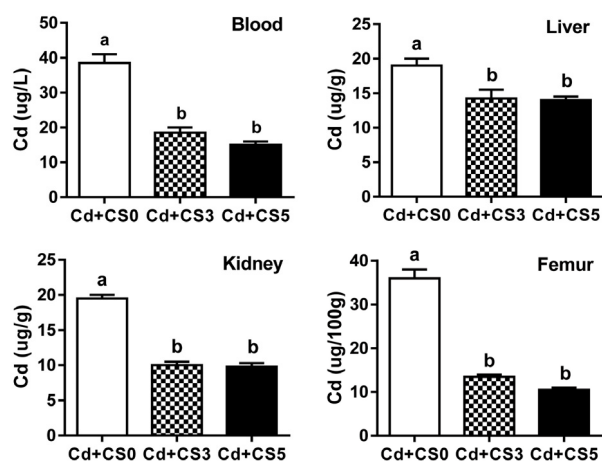 Blood
Cd (ug/L)
50
40
30
20
10
0
a
b
b
Cd+CS0 Cd+CS3 Cd+CS5
Liver
Cd (ug/g)
25
20
15
10
5
0
a
b
b
Cd+CS0 Cd+CS3 Cd+CS5
Kidney
Cd (ug/g)
25
20
15
10
5
0
a
b
b
Cd+CS0 Cd+CS3 Cd+CS5
Femur
Cd (ug/100g)
40
30
20
10
0
a
b
b
Cd+CS0 Cd+CS3 Cd+CS5